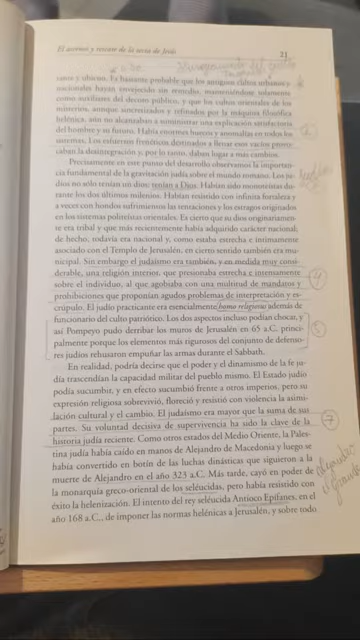 El ascenso y rescate de la secta de Jesús 21
tanos y ubicuo. Es bastante probable que los antiguos cultos urbanos y
nacionales hayan envejecido sin remedio, manteniéndose solamente
como auxiliares del decoro público, y que los cultos orientales de los
misterios, aunque sincretizados y refinados por la máquina filosófica
helénica, aún no alcanzaban a suministrar una explicación satisfactoria
del hombre y su futuro. Había enormes huecos y anomalías en todos los
sistemas. Los esfuerzos frenéticos destinados a llenar esos vacíos provo-
caban la desintegración y, por lo tanto, daban lugar a más cambios.
Precisamente en este punto del desarrollo observamos la importan-
cia fundamental de la gravitación judía sobre el mundo romano. Los ju-
díos no sólo tenían un dios: tenían a Dios. Habían sido monoteístas du-
rante los dos últimos milenios. Habían resistido con infinita fortaleza y
a veces con hondos sufrimientos las tentaciones y los estragos originados
en los sistemas politeístas orientales. Es cierto que su dios originariamen-
te era tribal y que más recientemente había adquirido carácter nacional;
de hecho, todavía era nacional y, como estaba estrecha e íntimamente
asociado con el Templo de Jerusalén, en cierto sentido también era mu-
nicipal. Sin embargo el judaísmo era también, y en medida muy consi-
derable, una religión interior, que presionaba estrecha e intensamente
sobre el individuo, al que agobiaba con una multitud de mandatos y
prohibiciones que proponían agudos problemas de interpretación y es-
crúpulo. El judío practicante era esencialmente homo religiosus además de
funcionario del culto patriótico. Los dos aspectos incluso podían chocar, y
así Pompeyo pudo derribar los muros de Jerusalén en 65 a.C. princi-
palmente porque los elementos más rigurosos del conjunto de defenso-
res judíos rehusaron empuñar las armas durante el Sabbath.
En realidad, podría decirse que el poder y el dinamismo de la fe ju-
día trascendían la capacidad militar del pueblo mismo. El Estado judío
podía sucumbir, y en efecto sucumbió frente a otros imperios, pero su
expresión religiosa sobrevivió, floreció y resistió con violencia la asimi-
lación cultural y el cambio. El judaísmo era mayor que la suma de sus
partes. Su voluntad decisiva de supervivencia ha sido la clave de la
historia judía reciente. Como otros estados del Medio Oriente, la Pales-
tina judía había caído en manos de Alejandro de Macedonia y luego se
había convertido en botín de las luchas dinásticas que siguieron a la
muerte de Alejandro en el año 323 a.C. Más tarde, cayó en poder de
la monarquía greco-oriental de los seléucidas, pero había resistido con
éxito la helenización. El intento del rey seléucida Antíoco Epífanes, en el
año 168 a.C., de imponer las normas helénicas a Jerusalén, y sobre todo
4
7
Alejandro
el grande